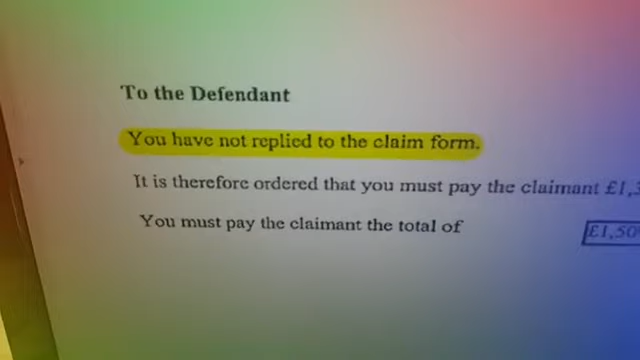 To the Defendant
You have not replied to the claim form.
It is therefore ordered that you must pay the claimant
You must pay the claimant the total of